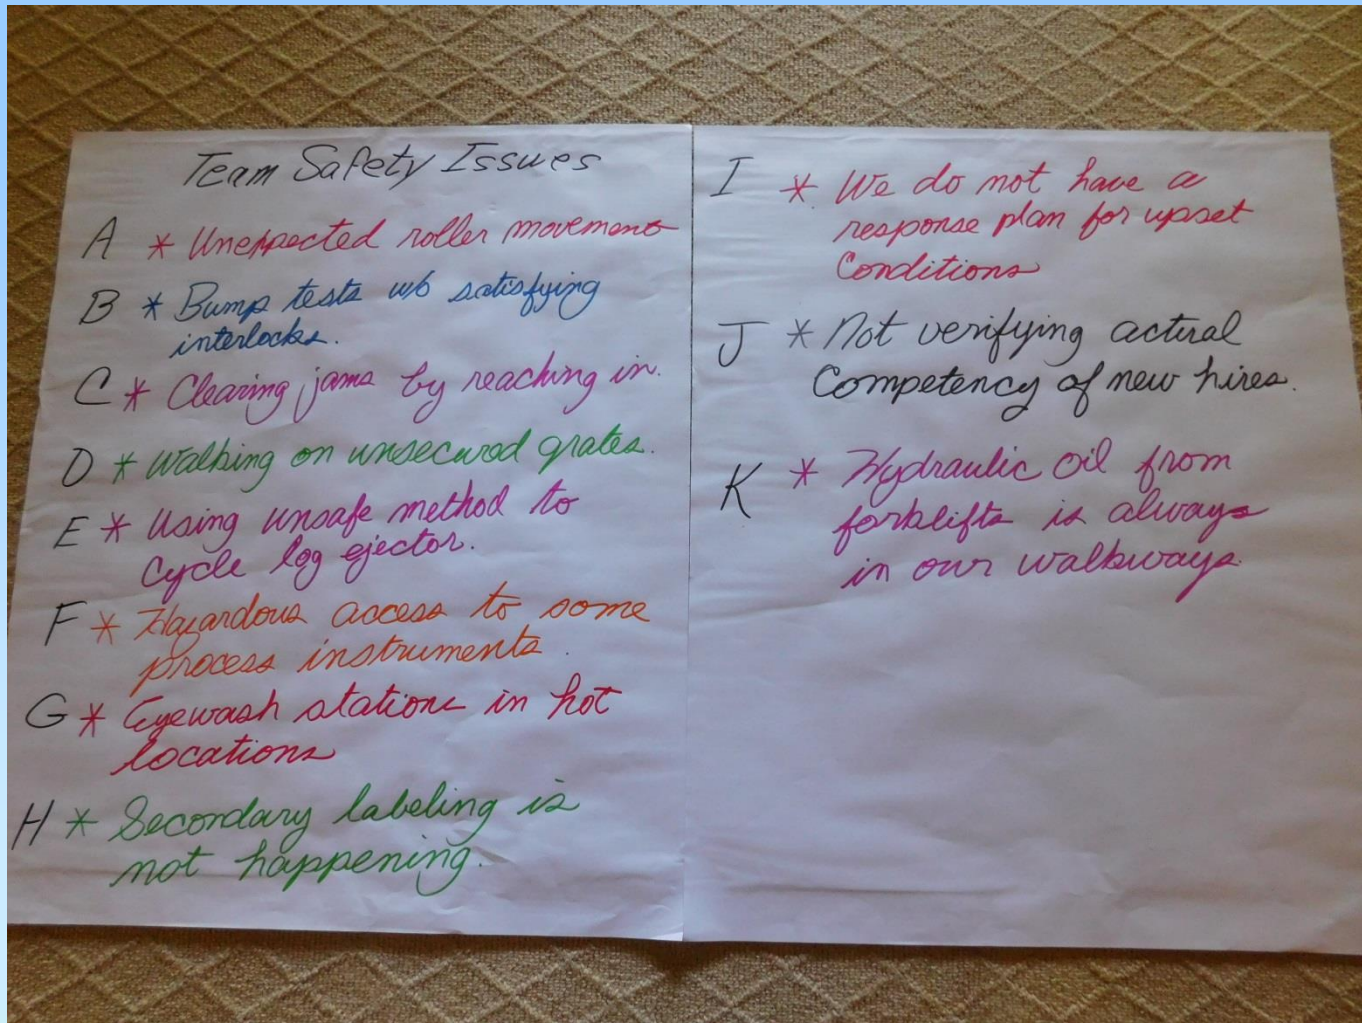 Team Safety Issues
A * Unexpected roller movement
B * Bump tests w/o satisfying
interlocks.
C * Clearing jams by reaching in.
D * Walking on unsecured grates.
E * Using unsafe method to
cycle log ejector.
F * Hazardous access to some
process instruments.
G * Eyewash stations in hot
locations
H * Secondary labeling is
not happening.
I * We do not have a
response plan for upset
Conditions
J * Not verifying actual
Competency of new hires.
K * Hydraulic Oil from
forklifts is always
in our walkways.